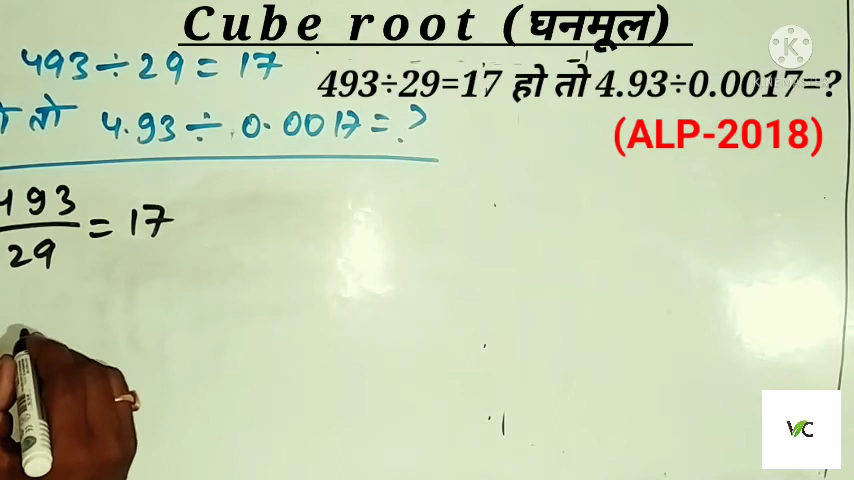 Cube root (घनमूल)
493÷29=17
493÷29=17 हो तो 4.93÷0.0017=?
तो 4.93÷0.0017=?
(ALP-2018)
493/29=17
VC